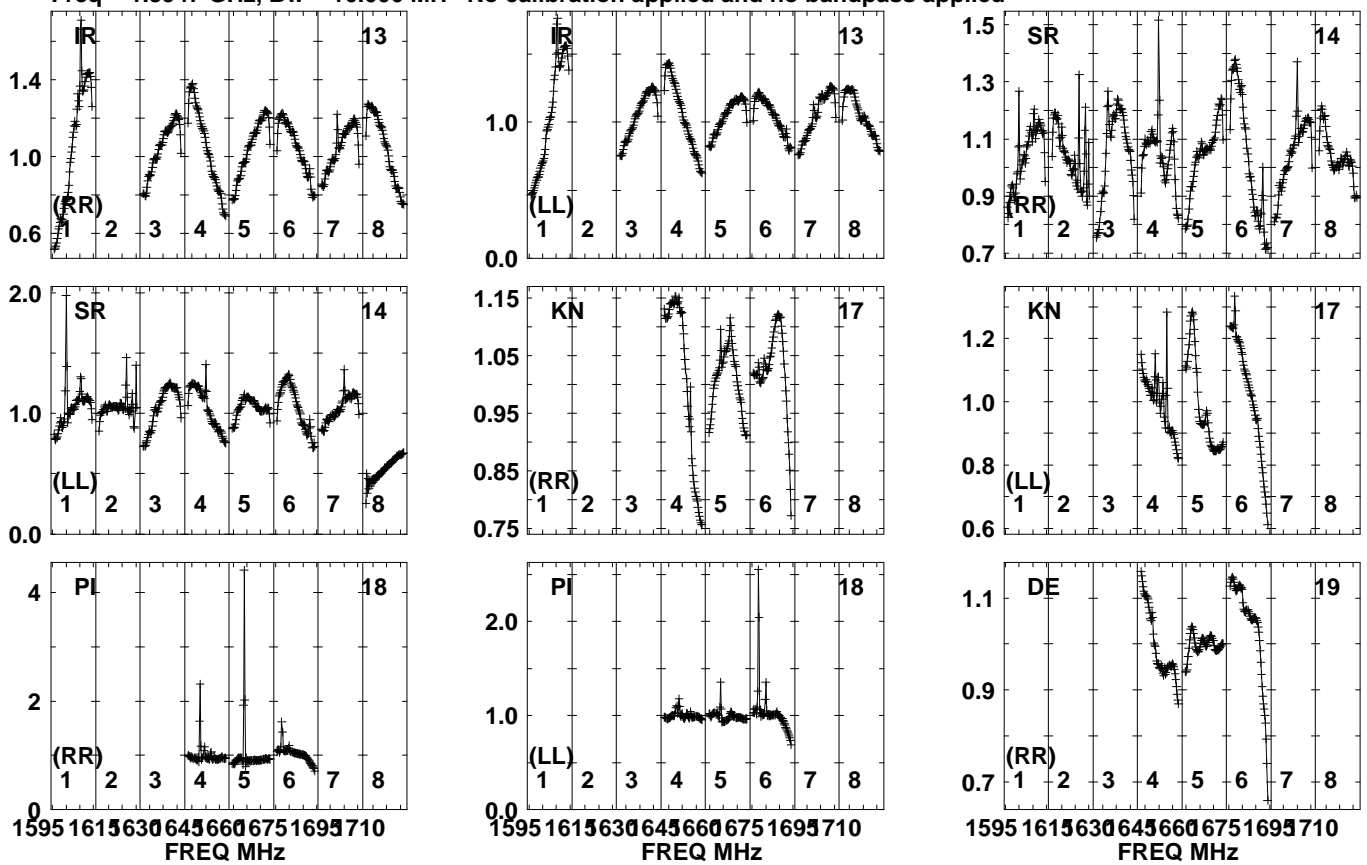 Freq GHz, No calibration applied and no bandpass applied
IR 13
1.4
1.0
0.6
(RR)
1 2 3 4 5 6 7 8
IR 13
1.0
0.0
(LL)
1 2 3 4 5 6 7 8
SR 14
1.5
1.3
1.1
0.9
0.7
(RR)
1 2 3 4 5 6 7 8
SR 14
2.0
1.0
0.0
(LL)
1 2 3 4 5 6 7 8
KN 17
1.15
1.05
0.95
0.85
0.75
(RR)
1 2 3 4 5 6 7 8
KN 17
1.2
1.0
0.8
0.6
(LL)
1 2 3 4 5 6 7 8
PI 18
4
2
0
(RR)
1 2 3 4 5 6 7 8
1595 1615 1630 1645 1660 1675 1695 1710
FREQ MHz
PI 18
2.0
1.0
0.0
(LL)
1 2 3 4 5 6 7 8
1595 1615 1630 1645 1660 1675 1695 1710
FREQ MHz
DE 19
1.1
0.9
0.7
(RR)
1 2 3 4 5 6 7 8
1595 1615 1630 1645 1660 1675 1695 1710
FREQ MHz